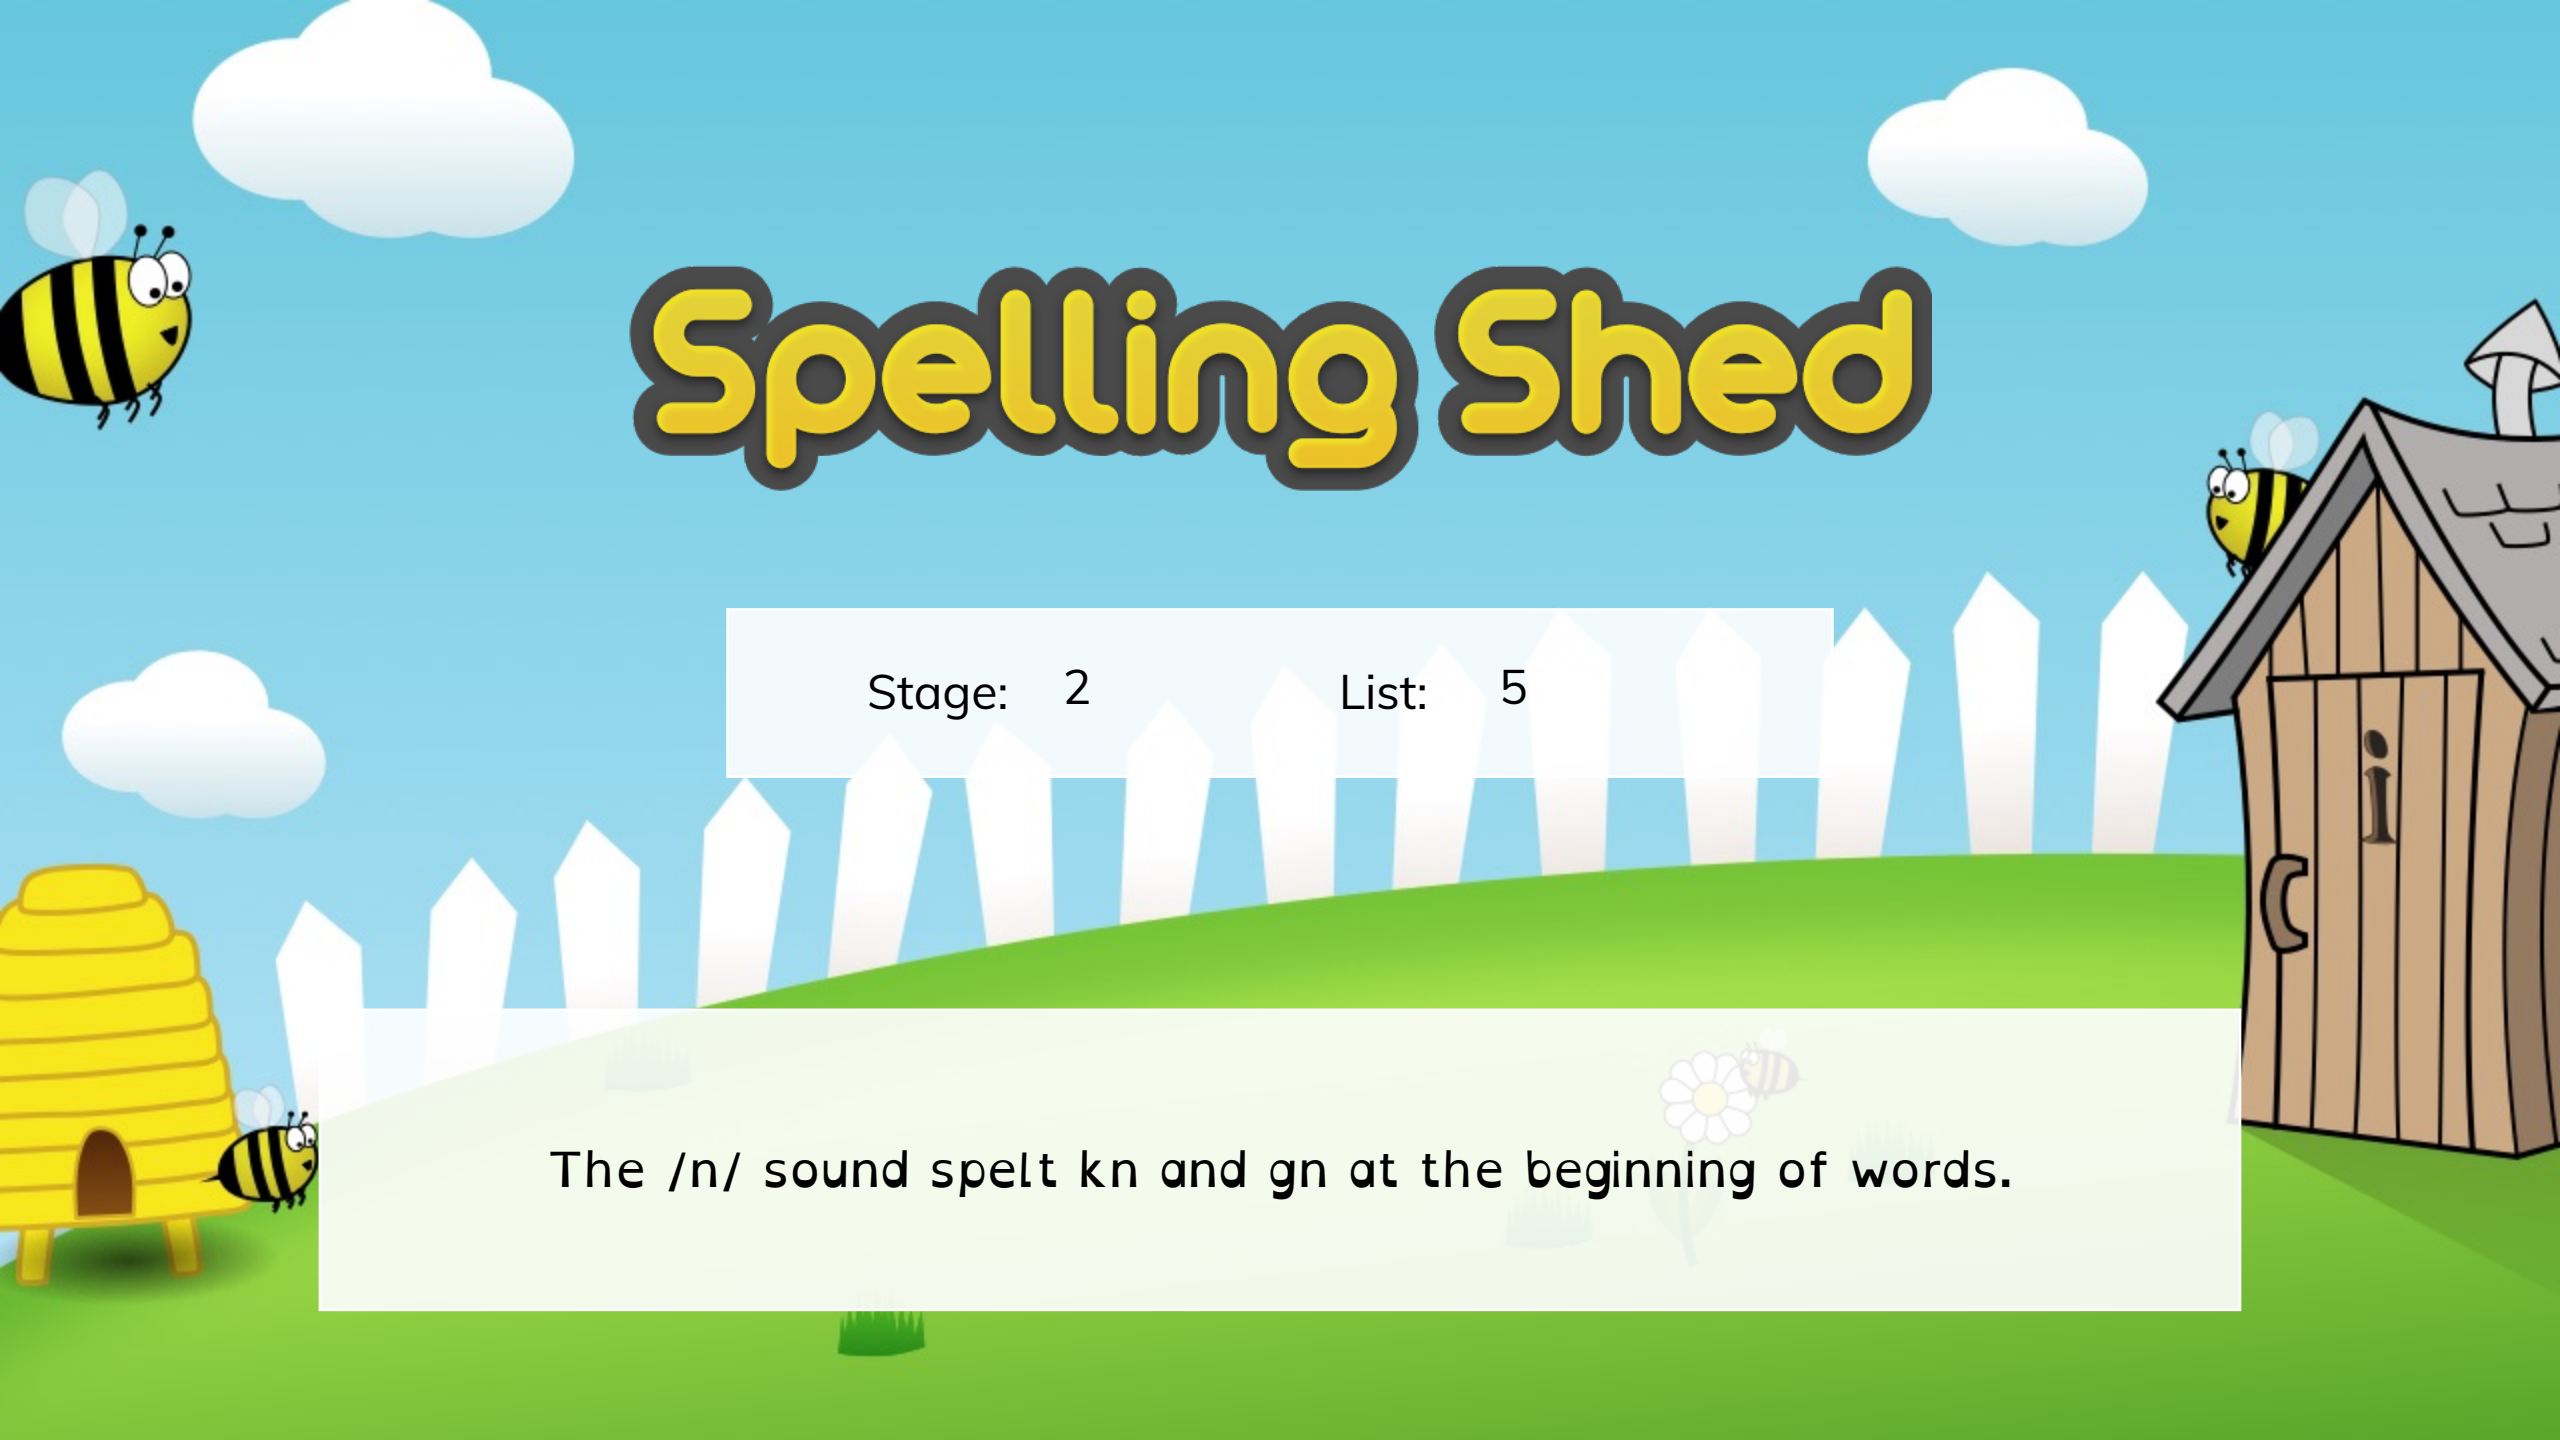 Spelling Shed
Stage: 2 List: 5
i
The /n/ sound spelt kn and gn at the beginning of words.